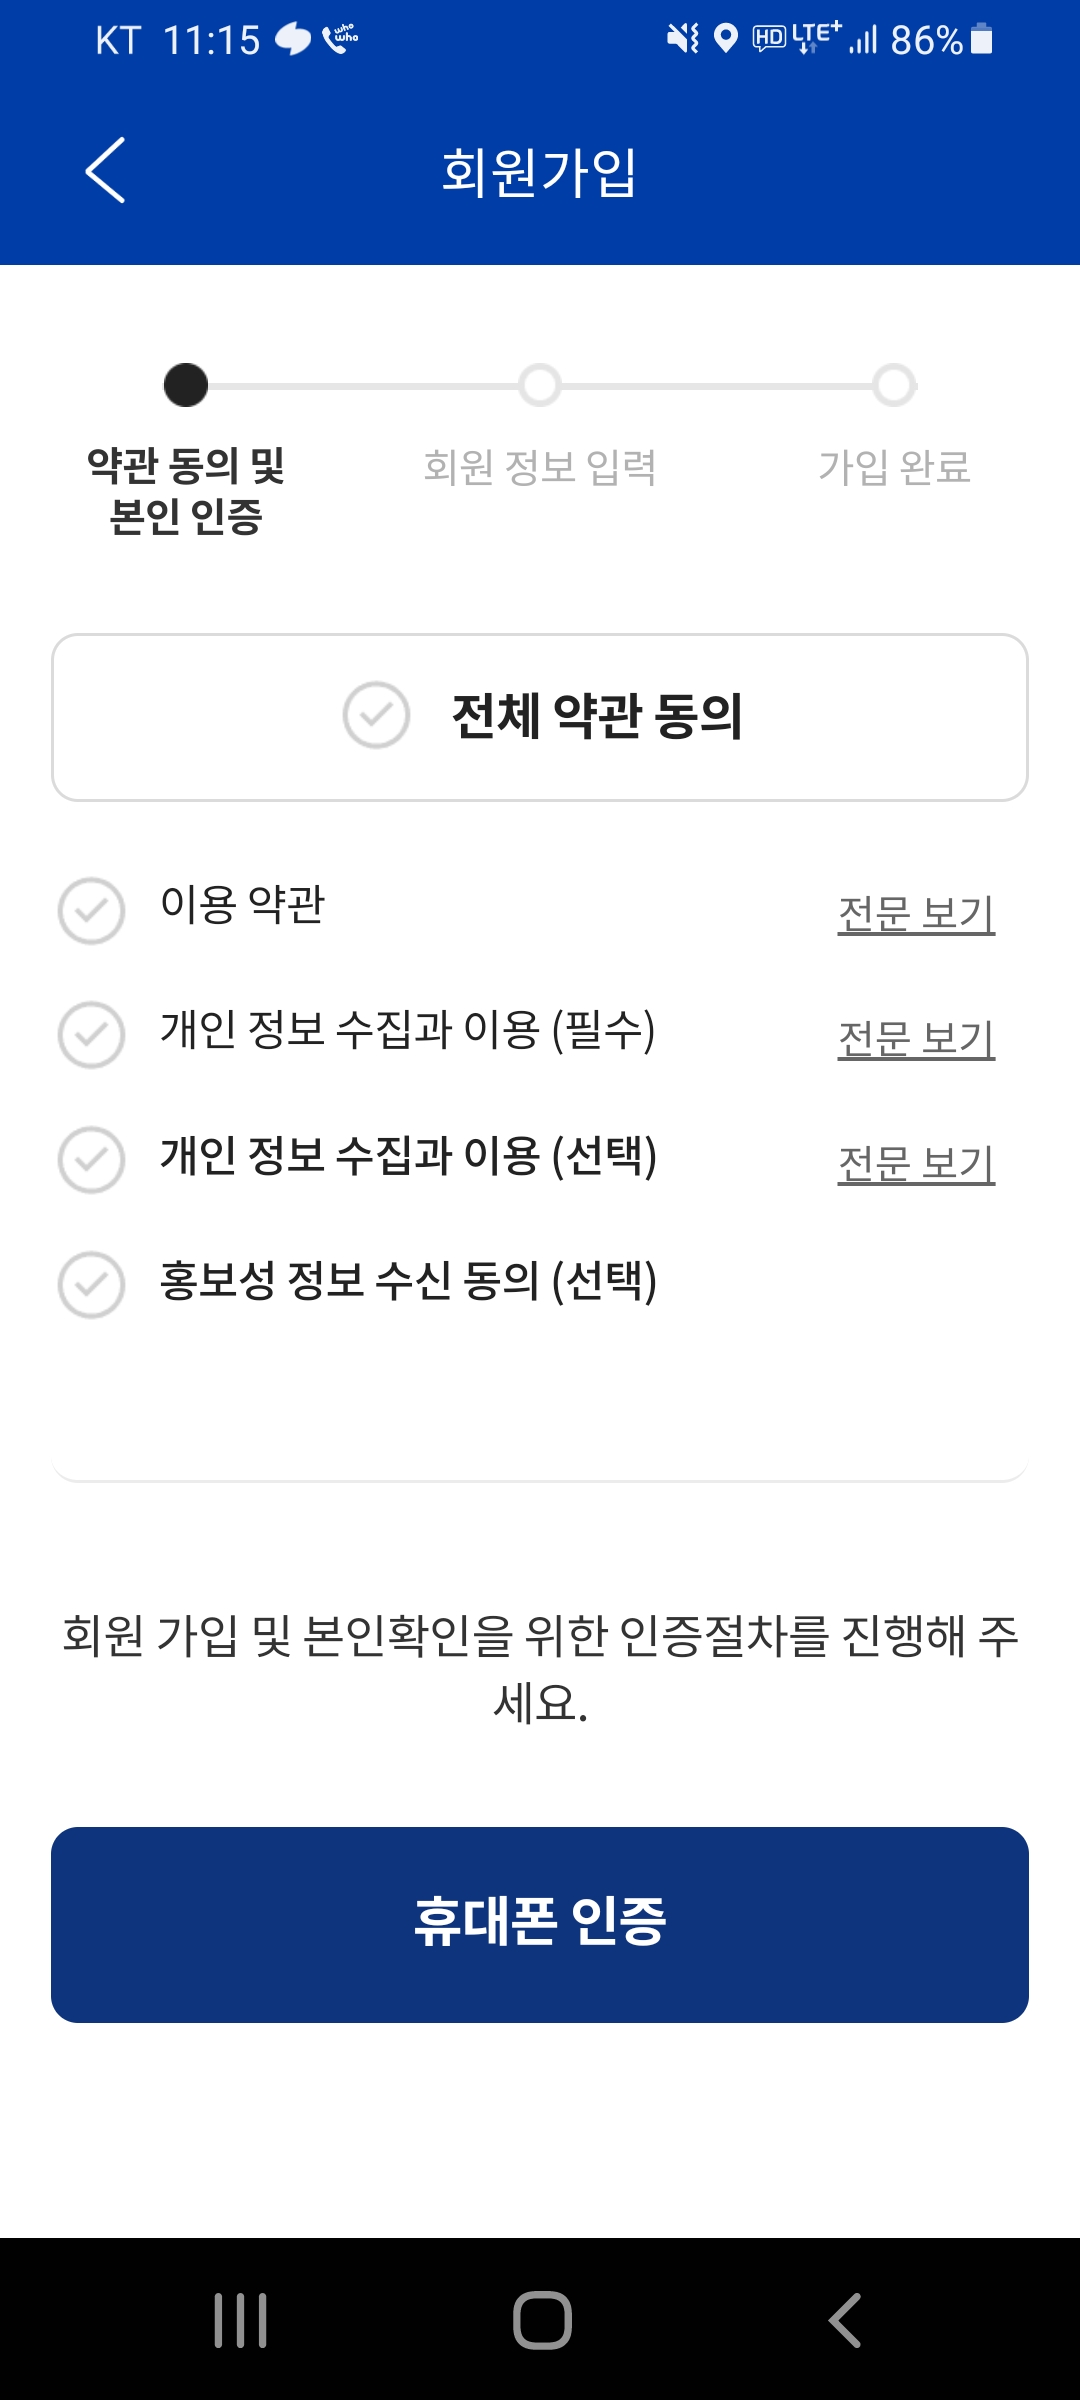 KT 11:15 who who HD LTE+ 86%
회원가입
약관 동의 및
본인 인증
회원 정보 입력
가입 완료
전체 약관 동의
이용 약관 전문 보기
개인 정보 수집과 이용 (필수) 전문 보기
개인 정보 수집과 이용 (선택) 전문 보기
홍보성 정보 수신 동의 (선택)
회원 가입 및 본인확인을 위한 인증절차를 진행해 주
세요.
휴대폰 인증